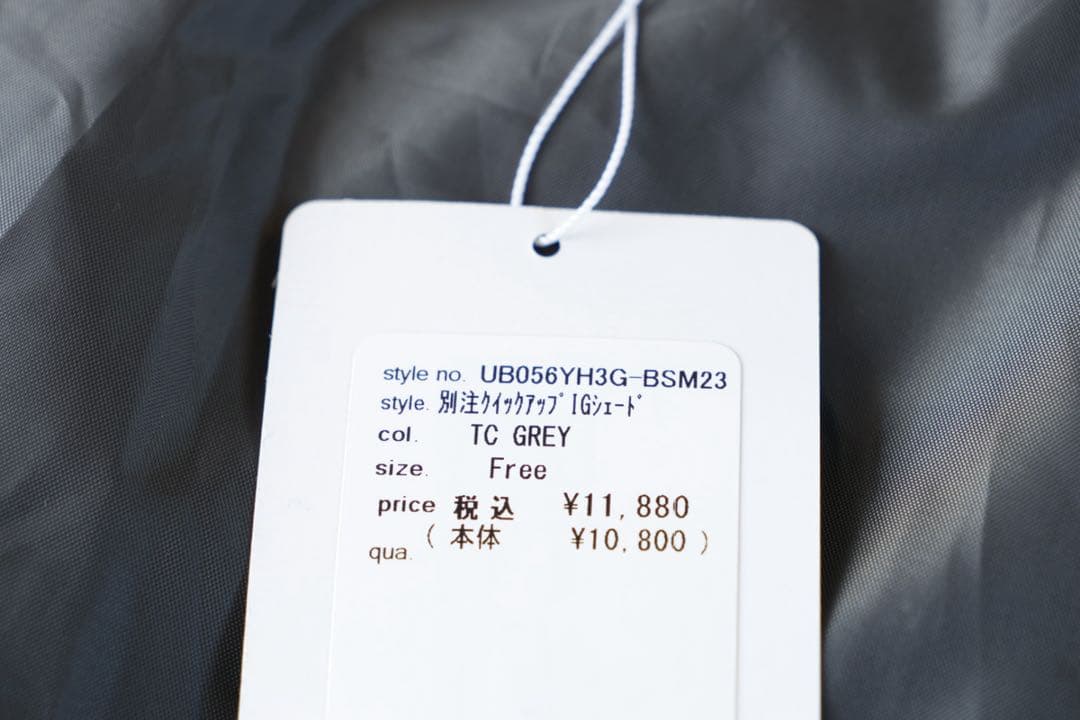 style no. UB056YH3G-BSM23
style. 別注ｸｲｯｸｱｯﾌﾟIGｼｪｰﾄﾞ
col. TC GREY
size. Free
price 税込 ¥11,880
( 本体 ¥10,800 )
qua.